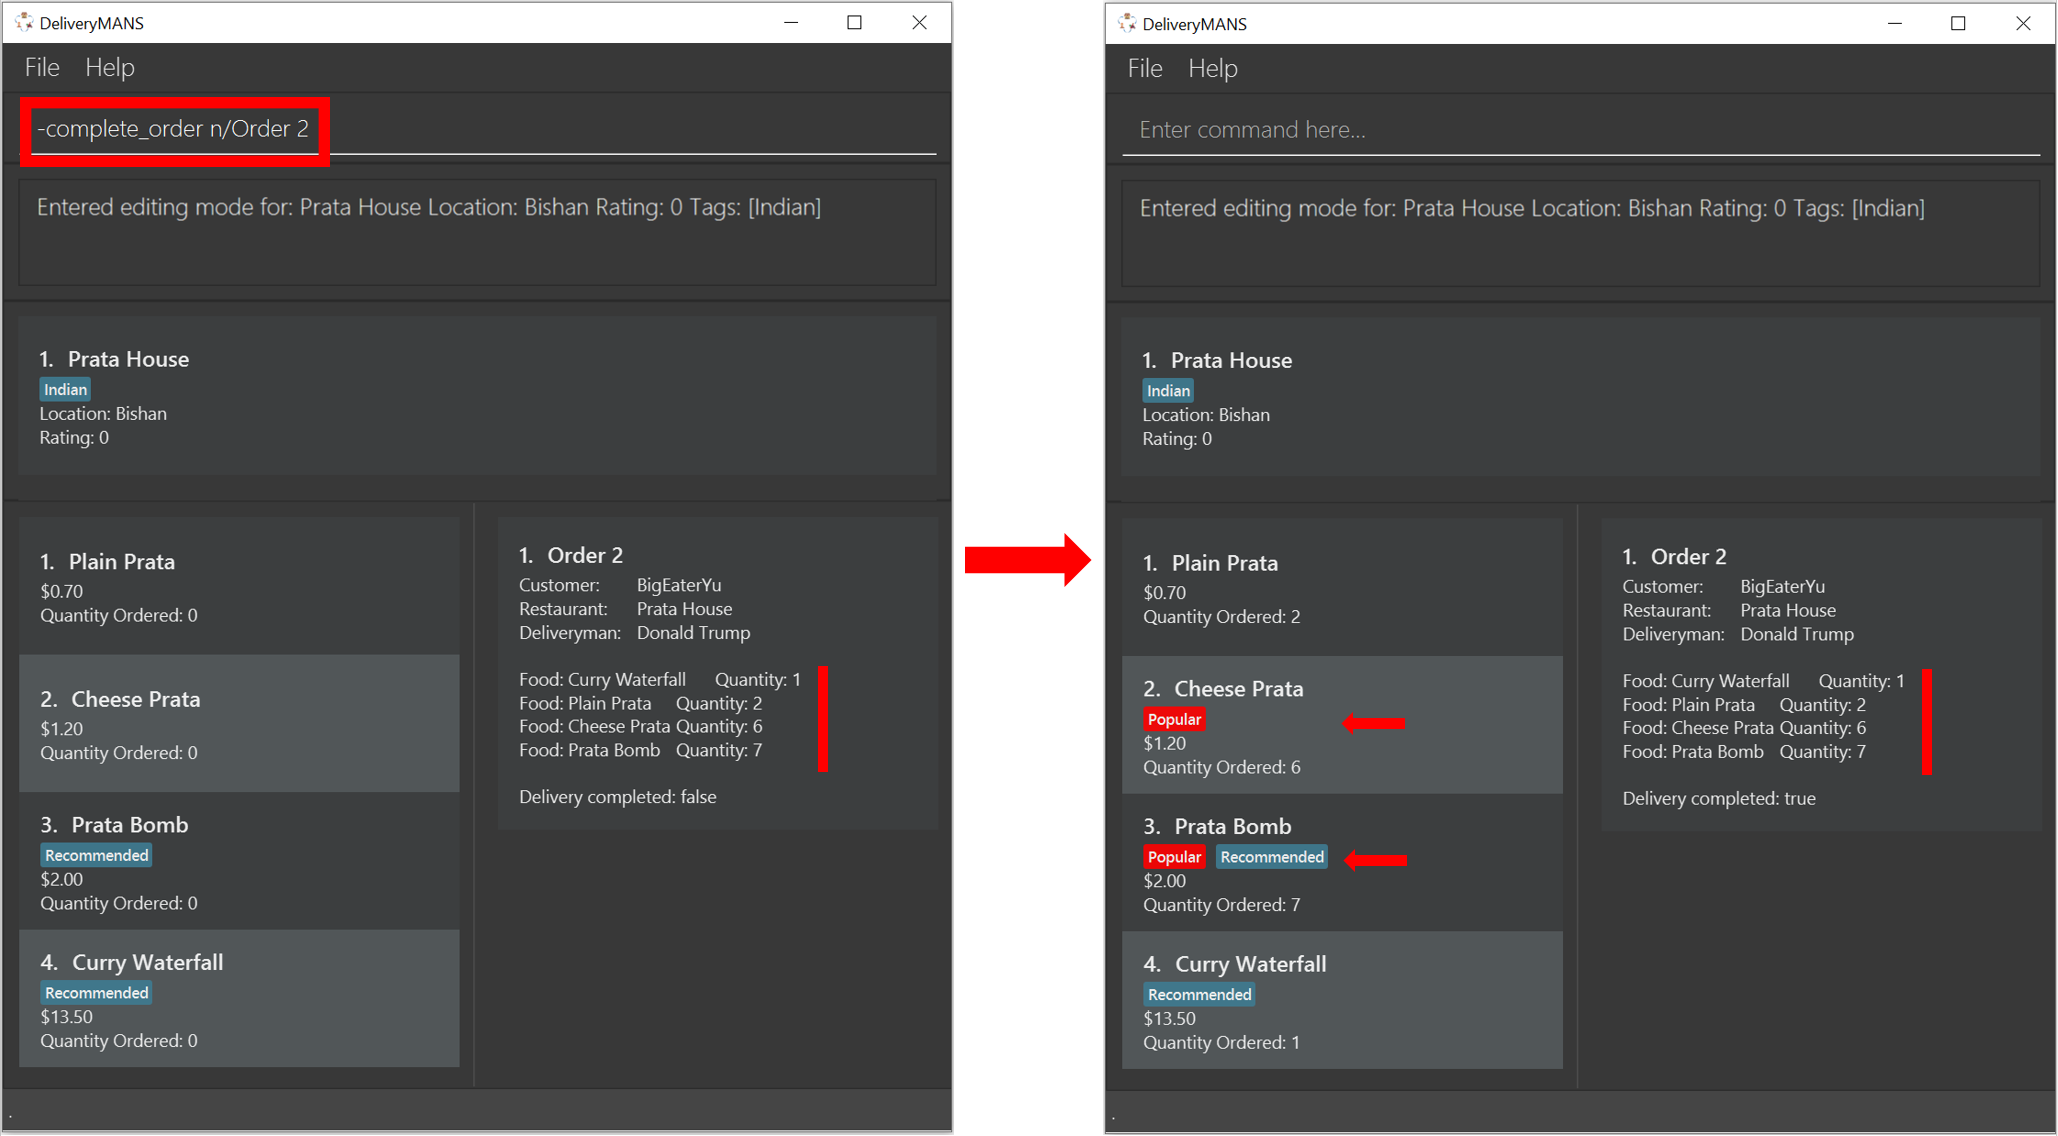 DeliveryMANS
File Help
-complete_order n/Order 2
Entered editing mode for: Prata House Location: Bishan Rating: 0 Tags: [Indian]
1. Prata House
Indian
Location: Bishan
Rating: 0
1. Plain Prata
$0.70
Quantity Ordered: 0
2. Cheese Prata
$1.20
Quantity Ordered: 0
3. Prata Bomb
Recommended
$2.00
Quantity Ordered: 0
4. Curry Waterfall
Recommended
$13.50
Quantity Ordered: 0
1. Order 2
Customer: BigEaterYu
Restaurant: Prata House
Deliveryman: Donald Trump
Food: Curry Waterfall Quantity: 1
Food: Plain Prata Quantity: 2
Food: Cheese Prata Quantity: 6
Food: Prata Bomb Quantity: 7
Delivery completed: false
.
DeliveryMANS
File Help
Enter command here...
Entered editing mode for: Prata House Location: Bishan Rating: 0 Tags: [Indian]
1. Prata House
Indian
Location: Bishan
Rating: 0
1. Plain Prata
$0.70
Quantity Ordered: 2
2. Cheese Prata
Popular
$1.20
Quantity Ordered: 6
3. Prata Bomb
Popular Recommended
$2.00
Quantity Ordered: 7
4. Curry Waterfall
Recommended
$13.50
Quantity Ordered: 1
1. Order 2
Customer: BigEaterYu
Restaurant: Prata House
Deliveryman: Donald Trump
Food: Curry Waterfall Quantity: 1
Food: Plain Prata Quantity: 2
Food: Cheese Prata Quantity: 6
Food: Prata Bomb Quantity: 7
Delivery completed: true
.